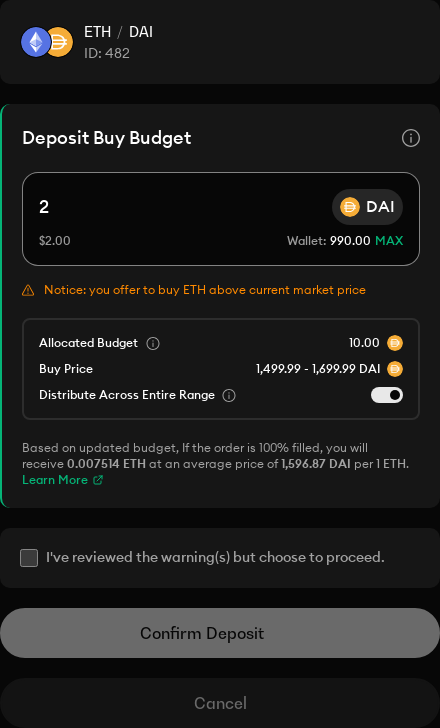 ETH / DAI
ID: 482
Deposit Buy Budget
2
DAI
$2.00
Wallet: 990.00 MAX
Notice: you offer to buy ETH above current market price
Allocated Budget
10.00
Buy Price
1,499.99 - 1,699.99 DAI
Distribute Across Entire Range
Based on updated budget, If the order is 100% filled, you will
receive 0.007514 ETH at an average price of 1,596.87 DAI per 1 ETH.
Learn More
I've reviewed the warning(s) but choose to proceed.
Confirm Deposit
Cancel